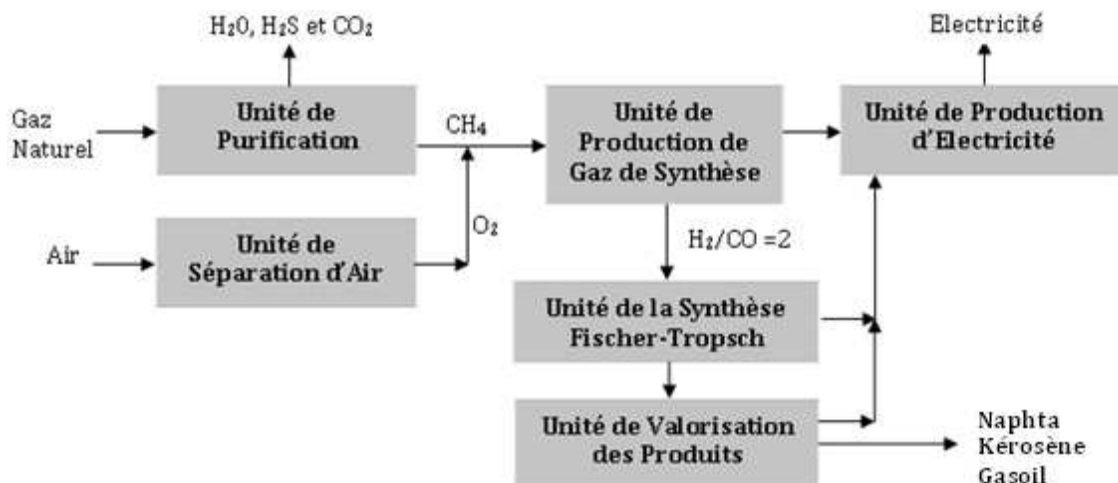 H₂O, H₂S et CO₂
Electricité
Gaz
Naturel
Unité de
Purification
CH₄
Unité de
Production de
Gaz de Synthèse
Unité de Production
d'Electricité
Air
Unité de
Séparation d'Air
O₂
H₂/CO =2
Unité de la Synthèse
Fischer-Tropsch
Unité de Valorisation
des Produits
Naphta
Kérosène
Gasoil